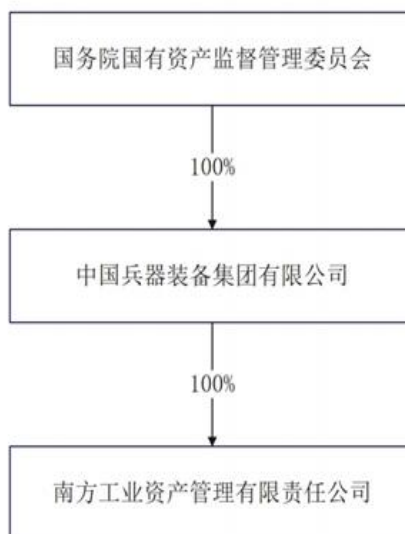 国务院国有资产监督管理委员会
100%
中国兵器装备集团有限公司
100%
南方工业资产管理有限责任公司